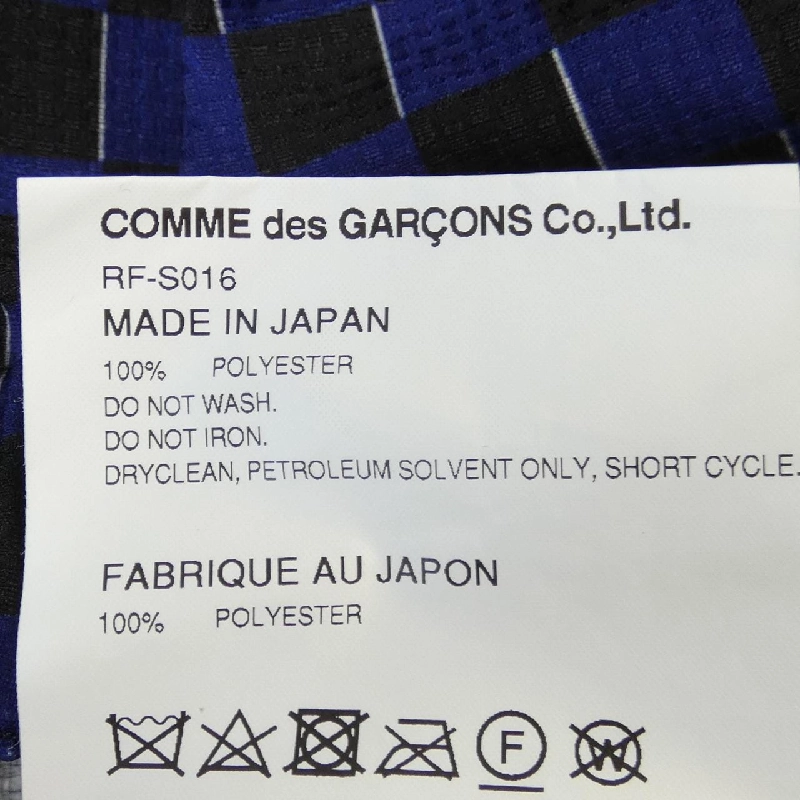 COMME des GARÇONS Co.,Ltd.
RF-S016
MADE IN JAPAN
100% POLYESTER
DO NOT WASH.
DO NOT IRON.
DRYCLEAN, PETROLEUM SOLVENT ONLY, SHORT CYCLE.
FABRIQUE AU JAPON
100% POLYESTER
F W